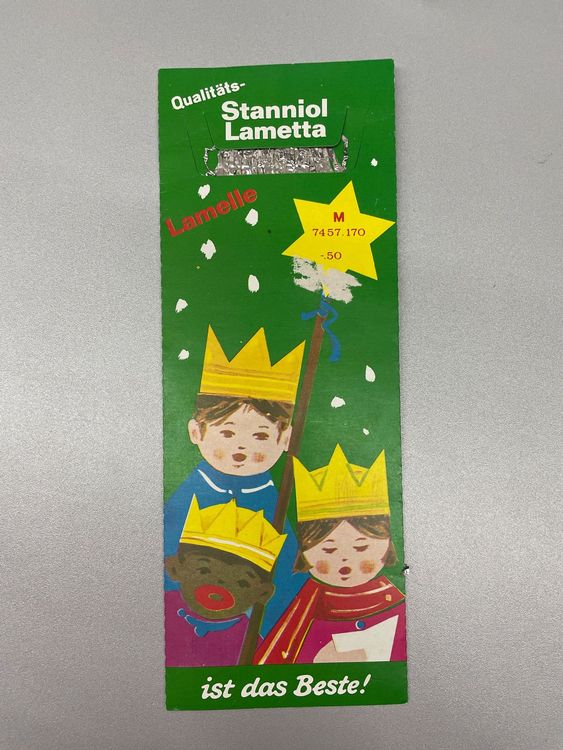 Qualitäts-
Stanniol
Lametta
Lamelle
M
7457.170
-.50
ist das Beste!